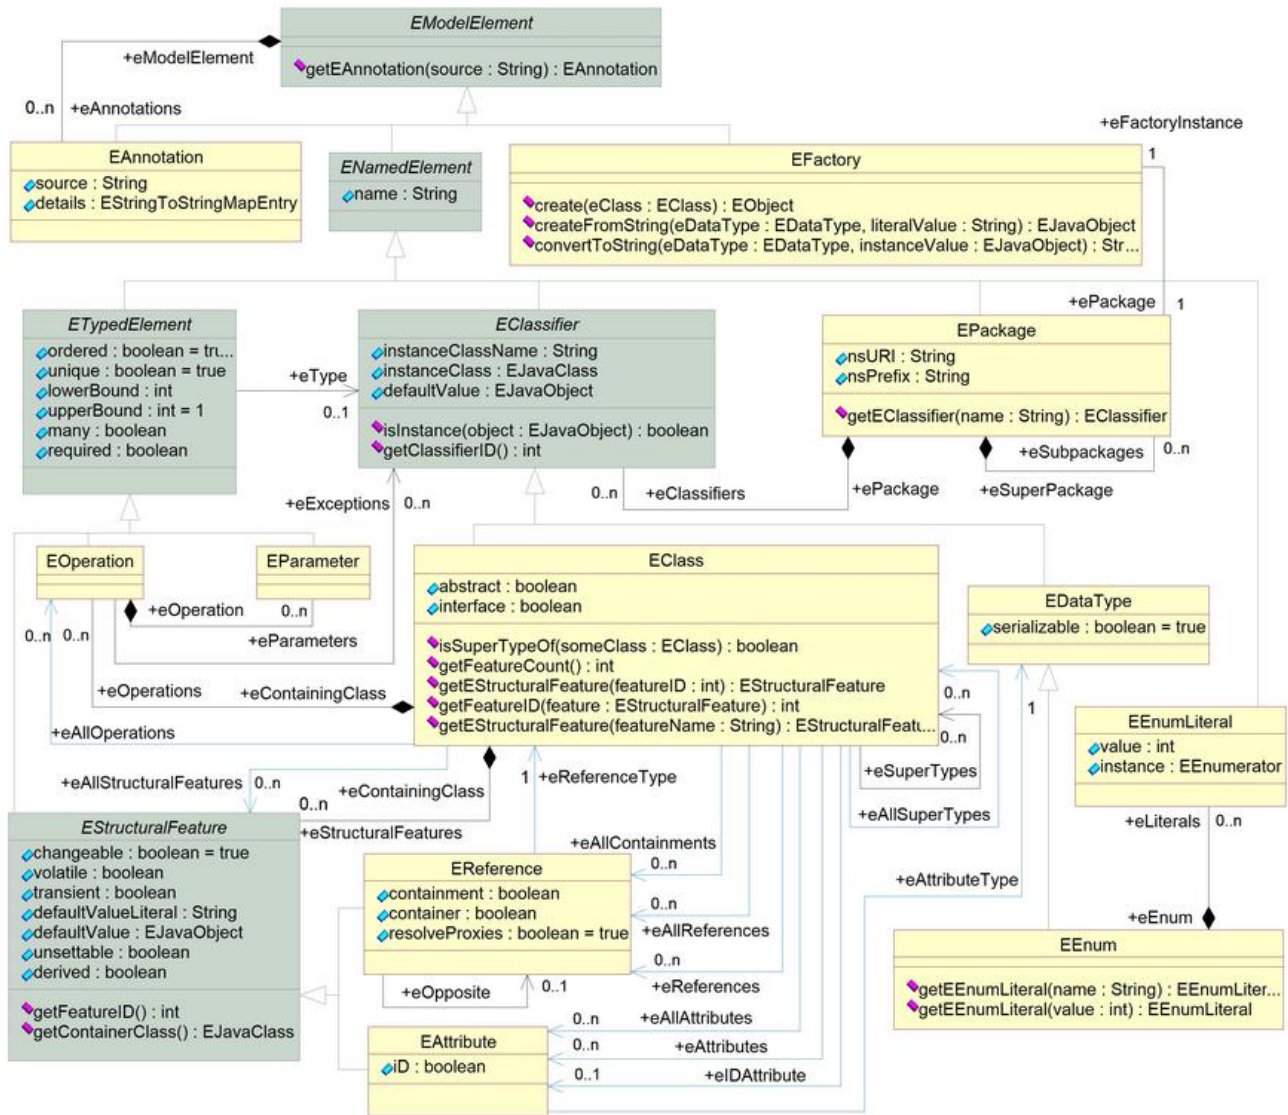 EModelElement
getEAnnotation(source : String) : EAnnotation
+eModelElement
0..n
+eAnnotations
EAnnotation
source : String
details : EStringToStringMapEntry
ENamedElement
name : String
+eFactoryInstance
1
EFactory
create(eClass : EClass) : EObject
createFromString(eDataType : EDataType, literalValue : String) : EJavaObject
convertToString(eDataType : EDataType, instanceValue : EJavaObject) : Str...
+ePackage
1
ETypedElement
ordered : boolean = tru...
unique : boolean = true
lowerBound : int
upperBound : int = 1
many : boolean
required : boolean
+eType
0..1
EClassifier
instanceClassName : String
instanceClass : EJavaClass
defaultValue : EJavaObject
isInstance(object : EJavaObject) : boolean
getClassifierID() : int
EPackage
nsURI : String
nsPrefix : String
getEClassifier(name : String) : EClassifier
+eSubpackages
0..n
+eSuperPackage
+ePackage
0..n
+eClassifiers
+eExceptions
0..n
EOperation
EParameter
+eOperation
0..n
+eParameters
0..n
0..n
+eOperations
+eContainingClass
+eAllOperations
EClass
abstract : boolean
interface : boolean
isSuperTypeOf(someClass : EClass) : boolean
getFeatureCount() : int
getEStructuralFeature(featureID : int) : EStructuralFeature
getFeatureID(feature : EStructuralFeature) : int
getEStructuralFeature(featureName : String) : EStructuralFeatu...
EDataType
serializable : boolean = true
0..n
0..n
+eSuperTypes
+eAllSuperTypes
1
EEnumLiteral
value : int
instance : EEnumerator
+eLiterals
0..n
+eAllStructuralFeatures
0..n
+eContainingClass
0..n
+eStructuralFeatures
1
+eReferenceType
+eAllContainments
0..n
EStructuralFeature
changeable : boolean = true
volatile : boolean
transient : boolean
defaultValueLiteral : String
defaultValue : EJavaObject
unsettable : boolean
derived : boolean
getFeatureID() : int
getContainerClass() : EJavaClass
EReference
containment : boolean
container : boolean
resolveProxies : boolean = true
0..n
+eAllReferences
0..n
+eReferences
+eOpposite
0..1
+eAttributeType
+eEnum
EEnum
getEEnumLiteral(name : String) : EEnumLiter...
getEEnumLiteral(value : int) : EEnumLiteral
EAttribute
iD : boolean
0..n
+eAllAttributes
0..n
+eAttributes
0..1
+eIDAttribute